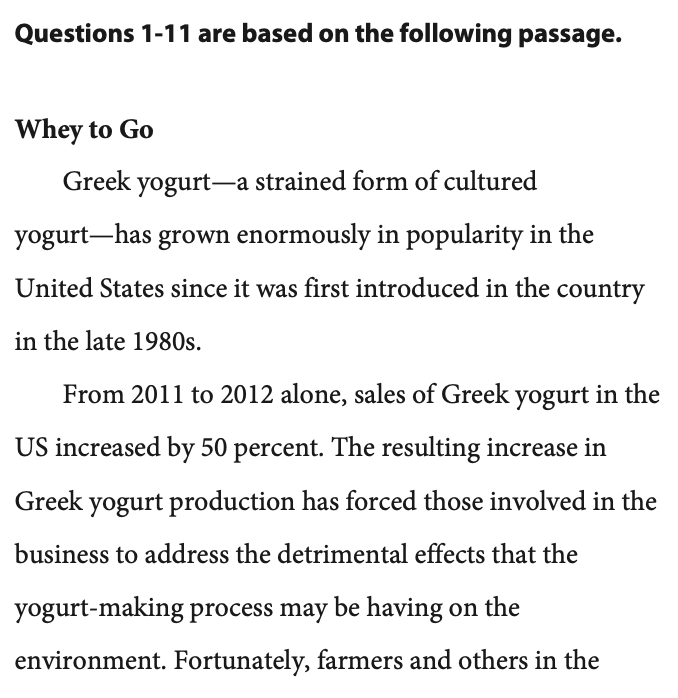 Questions 1-11 are based on the following passage.
Whey to Go
Greek yogurt—a strained form of cultured
yogurt—has grown enormously in popularity in the
United States since it was first introduced in the country
in the late 1980s.
From 2011 to 2012 alone, sales of Greek yogurt in the
US increased by 50 percent. The resulting increase in
Greek yogurt production has forced those involved in the
business to address the detrimental effects that the
yogurt-making process may be having on the
environment. Fortunately, farmers and others in the